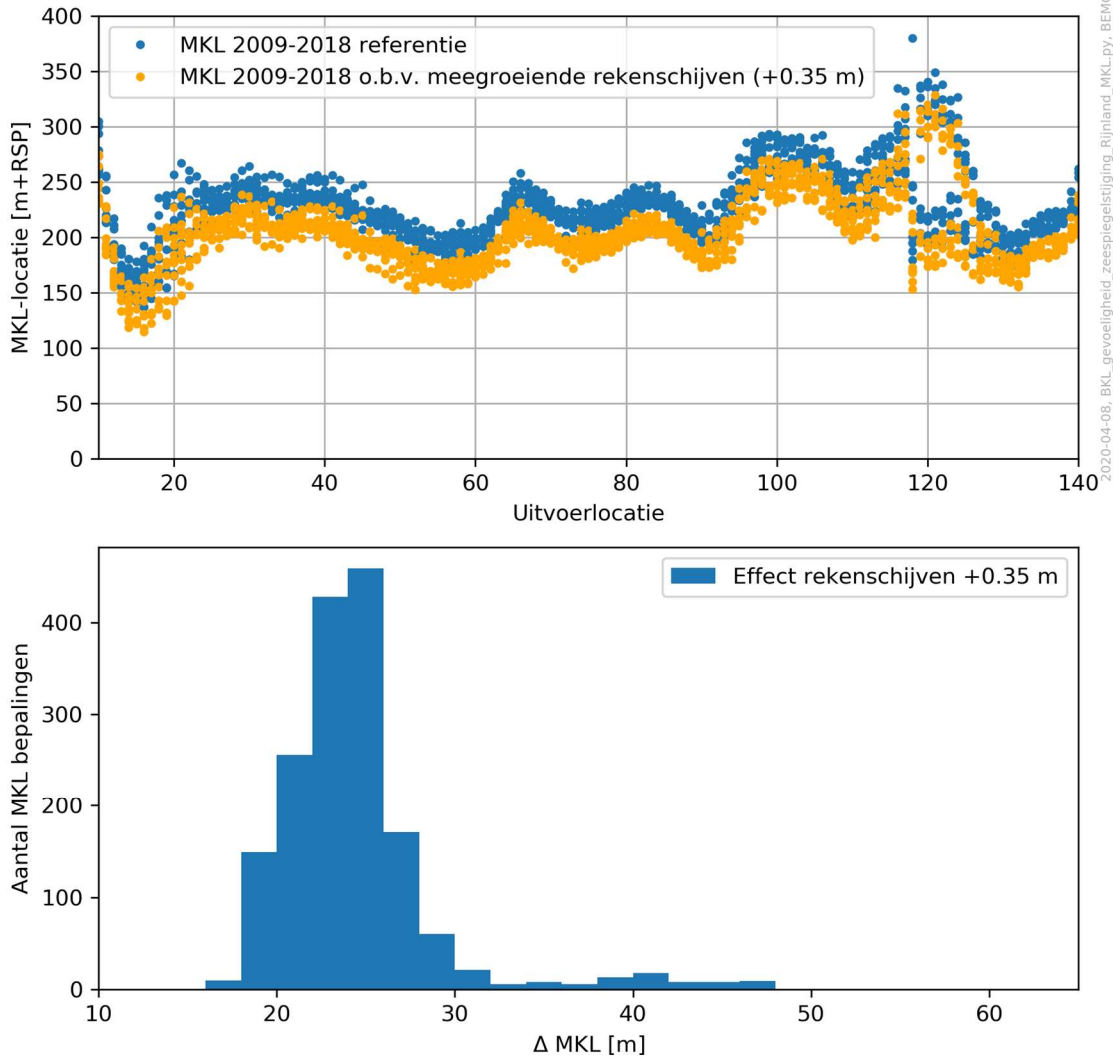 400
350
300
250
200
150
100
50
0
MKL-locatie [m+RSP]
MKL 2009-2018 referentie
MKL 2009-2018 o.b.v. meegroeiende rekenschijven (+0.35 m)
20 40 60 80 100 120 140
Uitvoerlocatie
2020-04-08, BKL_gevoeligheid_zeespiegelstijging_Rijnland_MKL.py,
Effect rekenschijven +0.35 m
400
300
200
100
0
Aantal MKL bepalingen
10 20 30 40 50 60
Δ MKL [m]